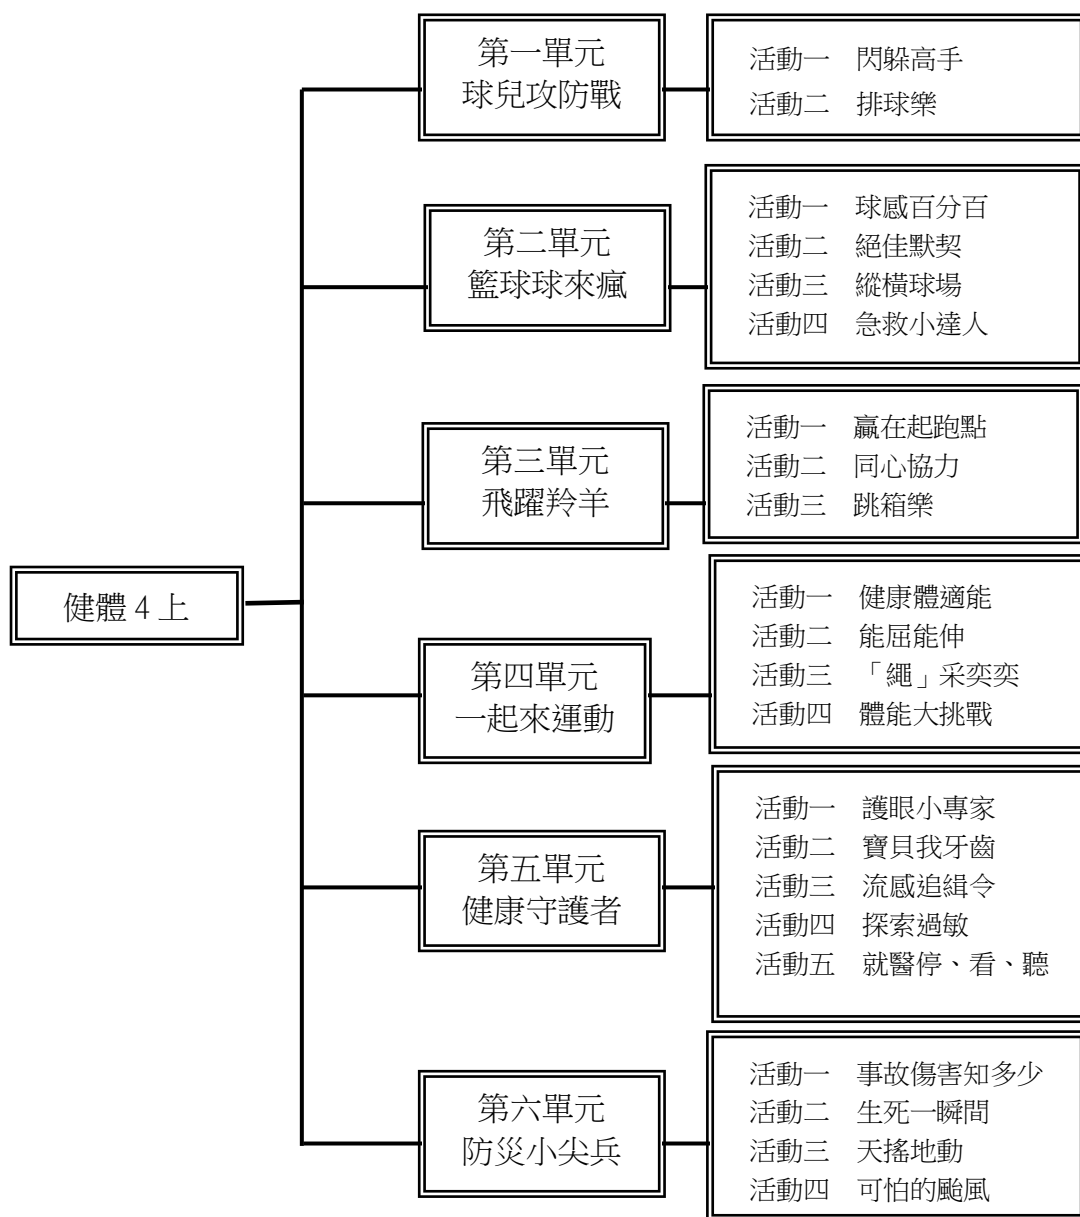 健體 4 上
第一單元
球兒攻防戰
活動一　閃躲高手
活動二　排球樂
第二單元
籃球球來瘋
活動一　球感百分百
活動二　絕佳默契
活動三　縱橫球場
活動四　急救小達人
第三單元
飛躍羚羊
活動一　贏在起跑點
活動二　同心協力
活動三　跳箱樂
第四單元
一起來運動
活動一　健康體適能
活動二　能屈能伸
活動三　「繩」采奕奕
活動四　體能大挑戰
第五單元
健康守護者
活動一　護眼小專家
活動二　寶貝我牙齒
活動三　流感追緝令
活動四　探索過敏
活動五　就醫停、看、聽
第六單元
防災小尖兵
活動一　事故傷害知多少
活動二　生死一瞬間
活動三　天搖地動
活動四　可怕的颱風